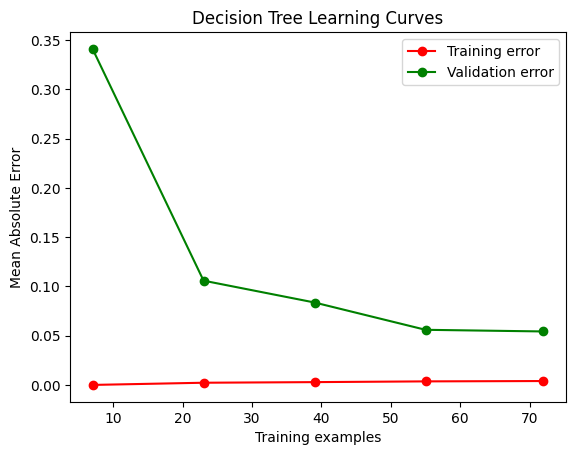 Decision Tree Learning Curves
Training error
Validation error
Mean Absolute Error
0.35
0.30
0.25
0.20
0.15
0.10
0.05
0.00
10 20 30 40 50 60 70
Training examples